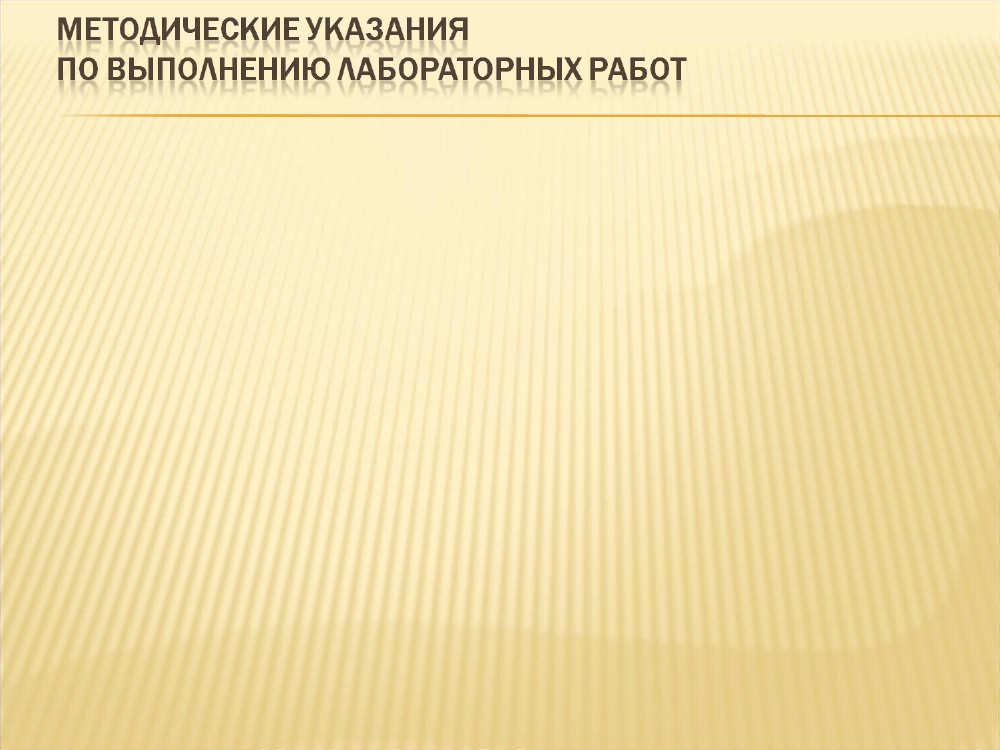 МЕТОДИЧЕСКИЕ УКАЗАНИЯ
ПО ВЫПОЛНЕНИЮ ЛАБОРАТОРНЫХ РАБОТ